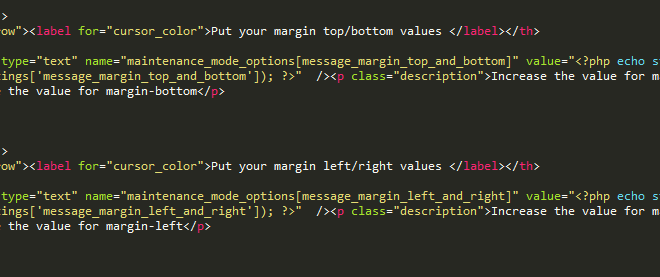 >
row"><label for="cursor_color">Put your margin top/bottom values </label></th>
type="text" name="maintenance_mode_options[message_margin_top_and_bottom]" value="<?php echo s
ings['message_margin_top_and_bottom']); ?>"  /><p class="description">Increase the value for m
the value for margin-bottom</p>
>
row"><label for="cursor_color">Put your margin left/right values </label></th>
type="text" name="maintenance_mode_options[message_margin_left_and_right]" value="<?php echo s
ings['message_margin_left_and_right']); ?>"  /><p class="description">Increase the value for m
the value for margin-left</p>